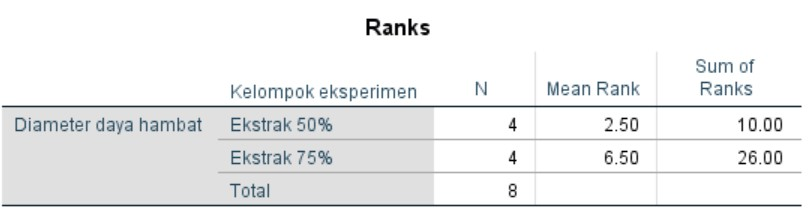 Ranks
Kelompok eksperimen N Mean Rank Sum of Ranks
Diameter daya hambat Ekstrak 50% 4 2.50 10.00
Ekstrak 75% 4 6.50 26.00
Total 8